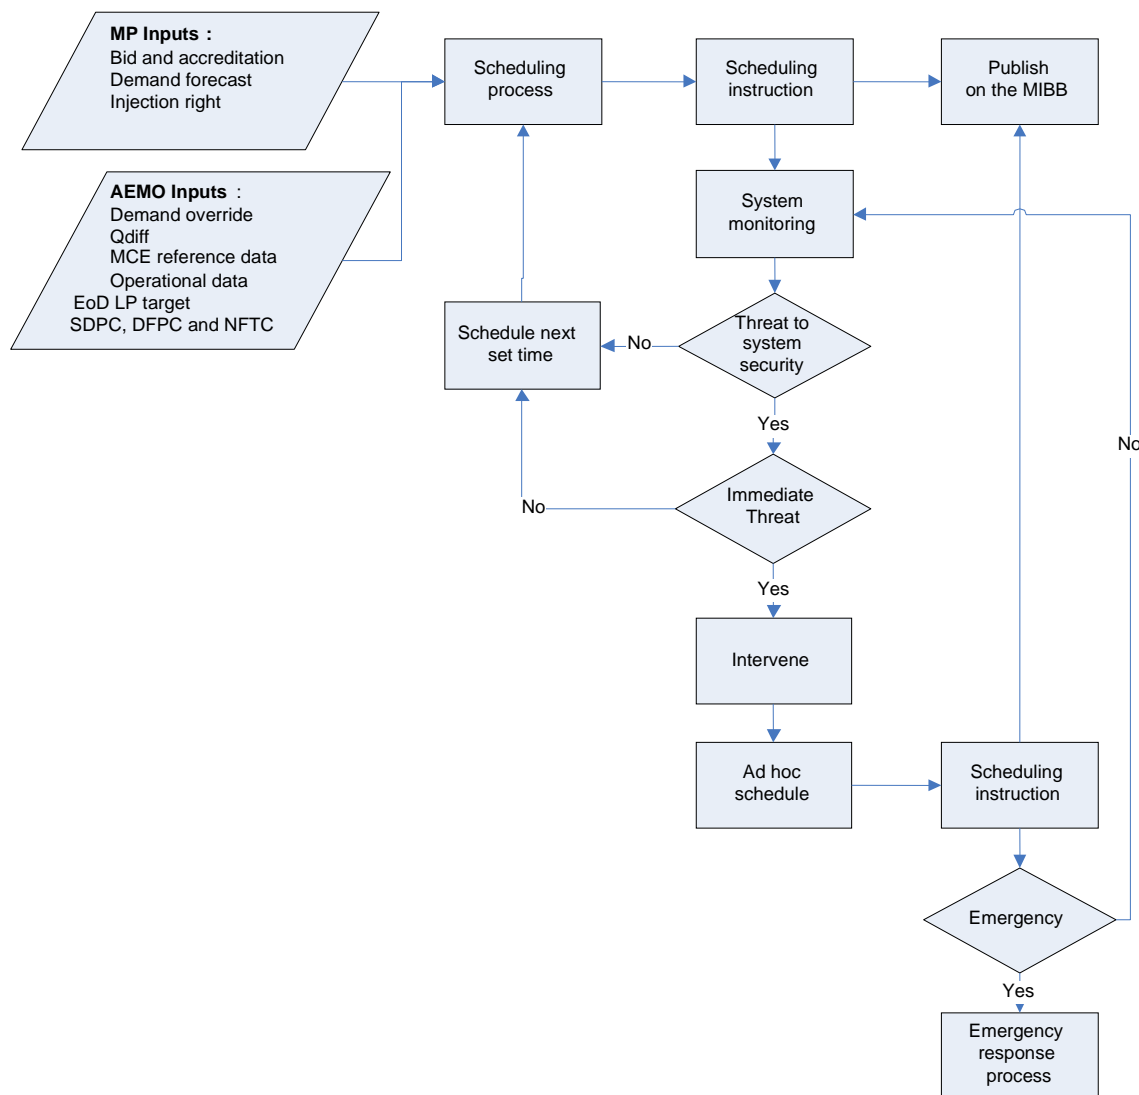 MP Inputs :
Bid and accreditation
Demand forecast
Injection right
Scheduling
process
Scheduling
instruction
Publish
on the MIBB
AEMO Inputs :
Demand override
Qdiff
MCE reference data
Operational data
EoD LP target
SDPC, DFPC and NFTC
System
monitoring
Schedule next
set time
No
Threat to
system
security
Yes
No
No
Immediate
Threat
Yes
Intervene
Ad hoc
schedule
Scheduling
instruction
Emergency
Yes
Emergency
response
process